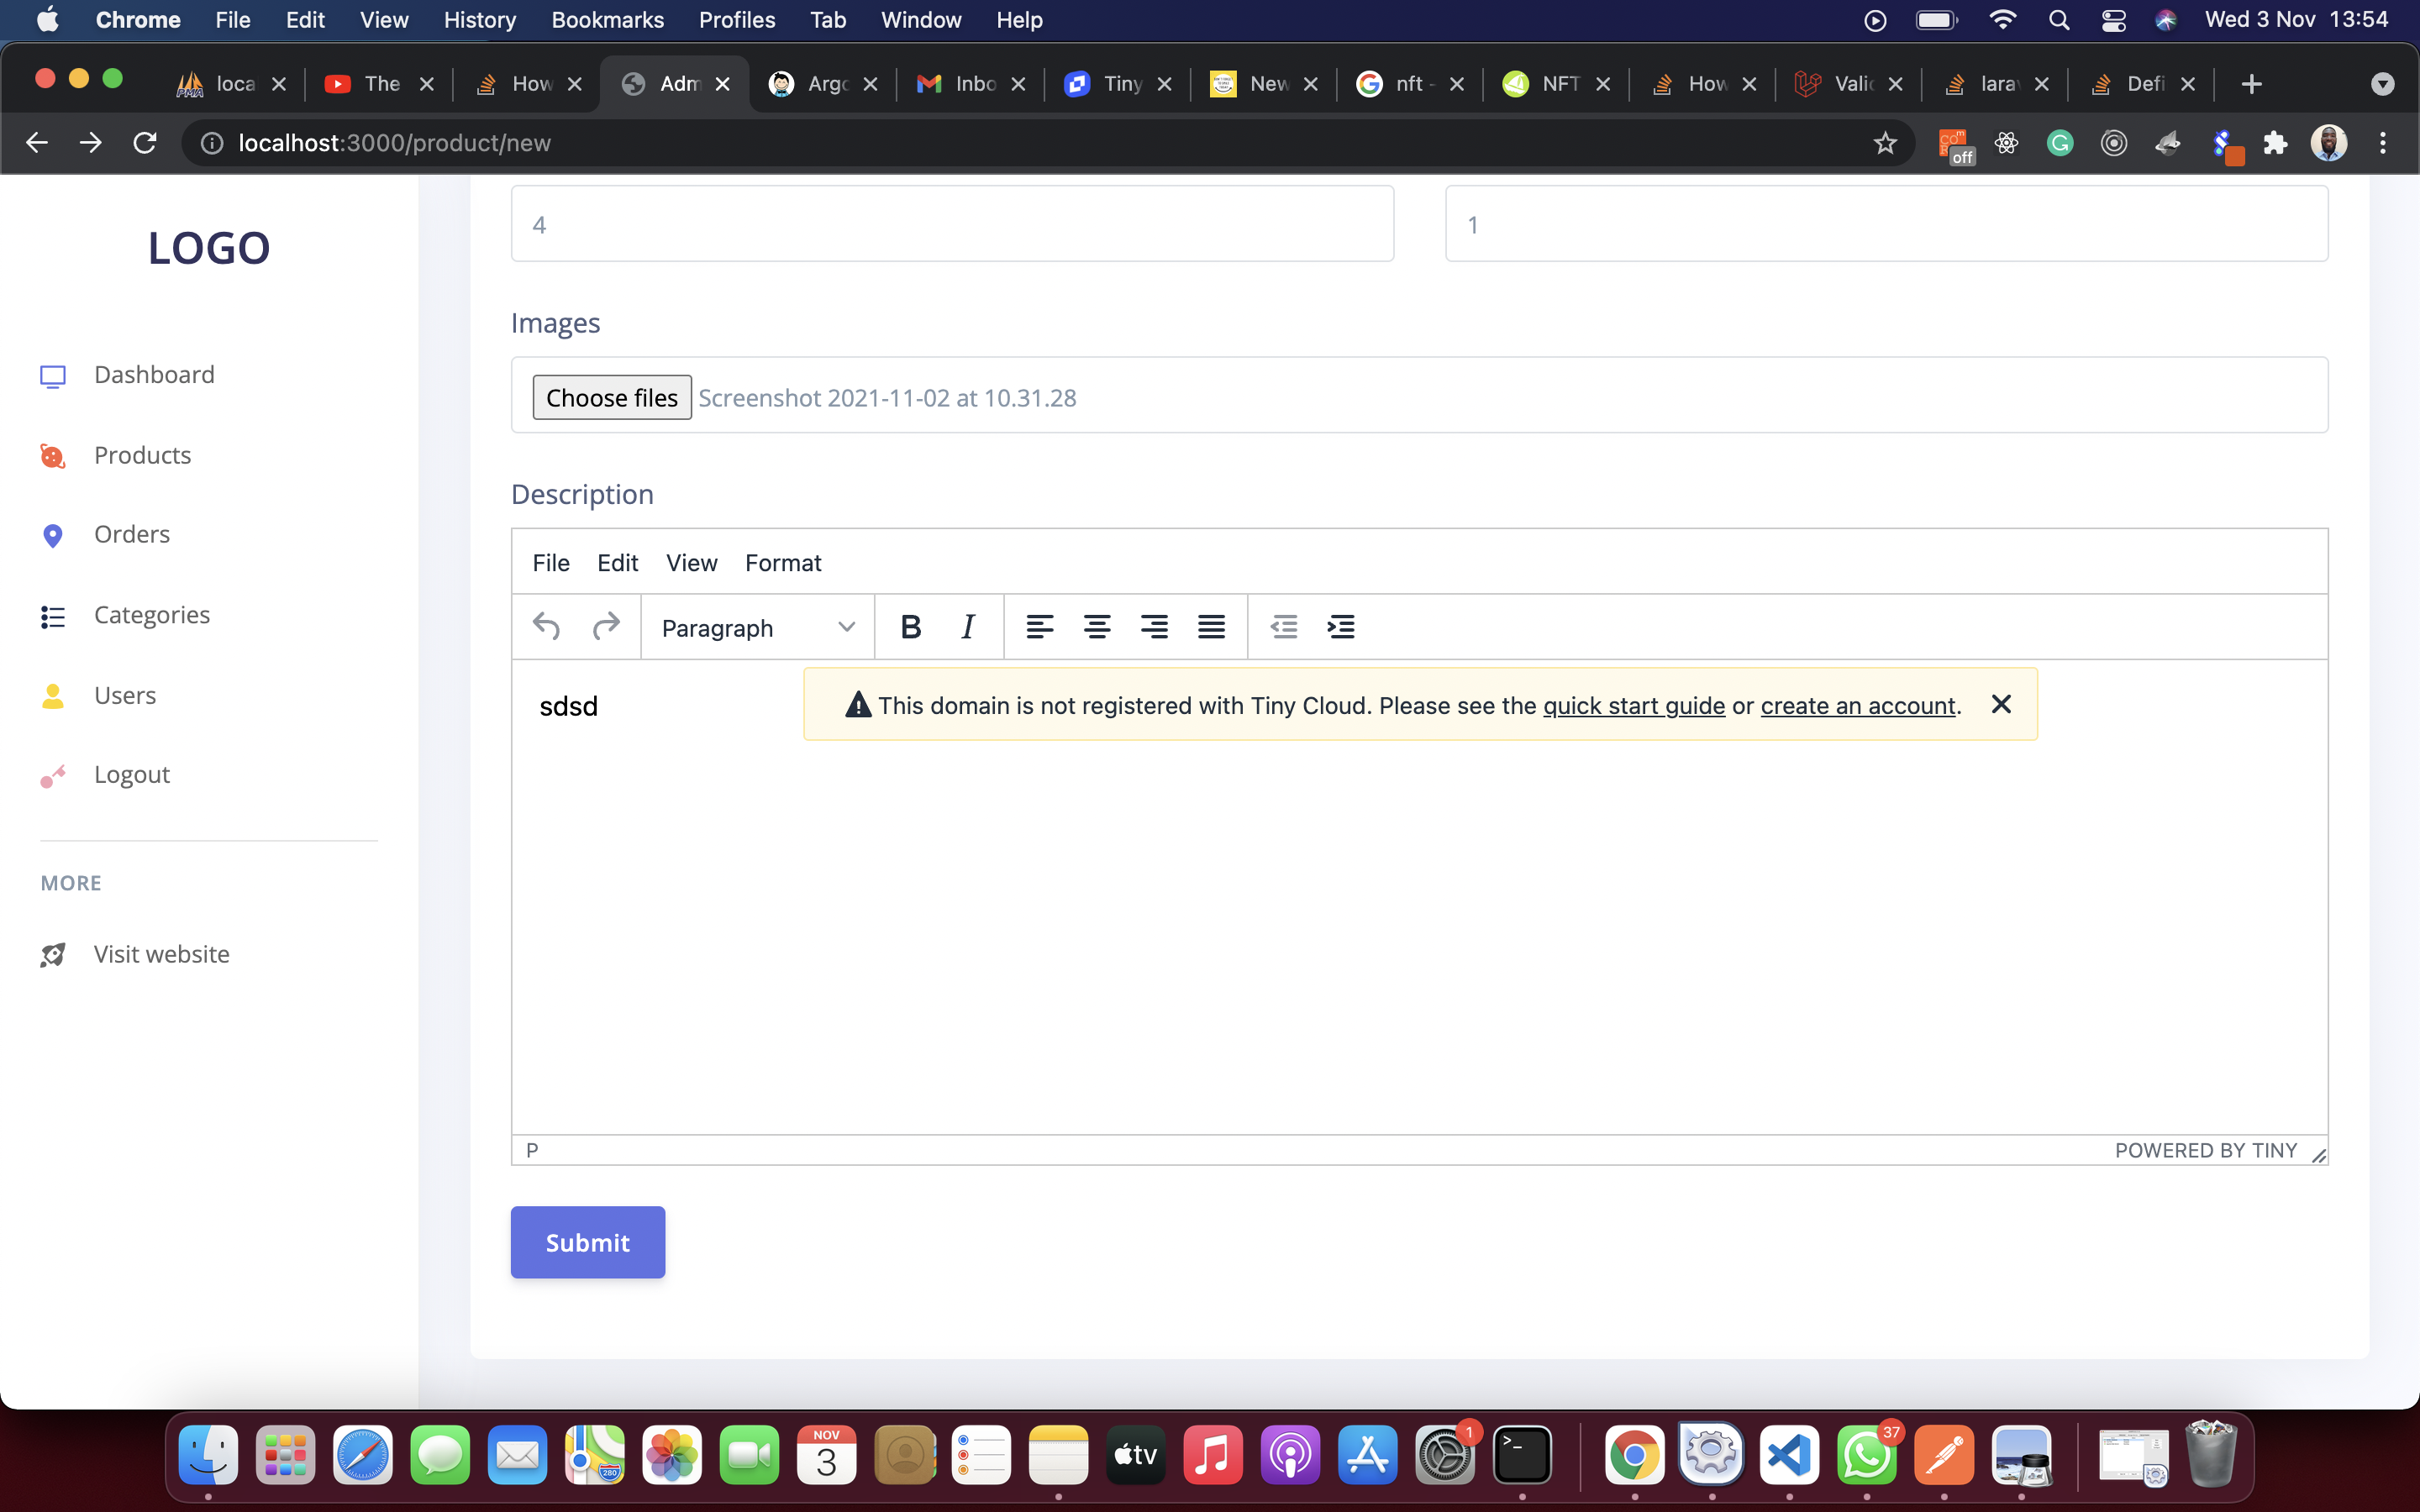 Chrome File Edit View History Bookmarks Profiles Tab Window Help Wed 3 Nov 13:54
loca The How Adm Argo Inbo Tiny New nft - NFT How Valid larav Defi
localhost:3000/product/new off
LOGO
4 1
Images
Choose files Screenshot 2021-11-02 at 10.31.28
Description
File Edit View Format
Paragraph B I
sdsd
This domain is not registered with Tiny Cloud. Please see the quick start guide or create an account.
P POWERED BY TINY
Submit
Dashboard
Products
Orders
Categories
Users
Logout
MORE
Visit website
NOV
3
280
tv
1
37